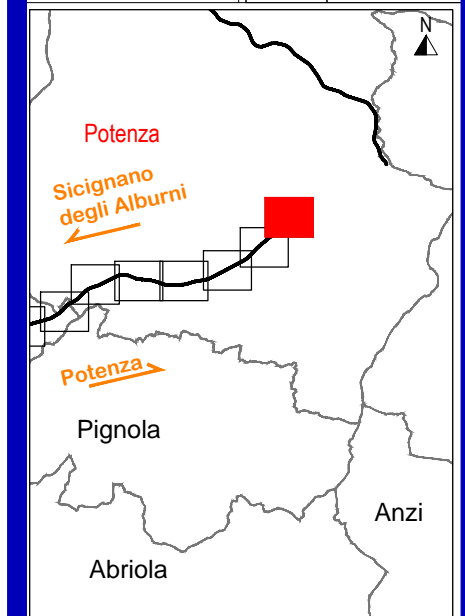 N
Potenza
Sicignano
degli Alburni
Potenza
Pignola
Anzi
Abriola